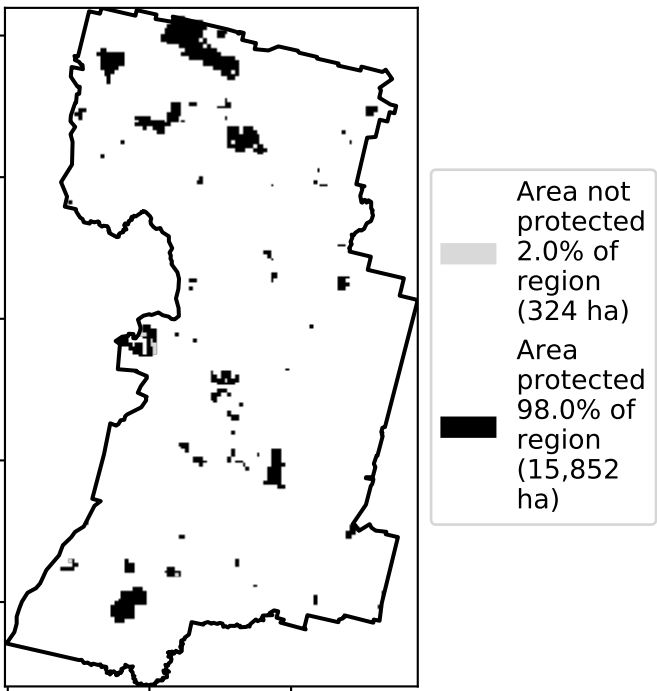 Area not
protected
2.0% of
region
(324 ha)
Area
protected
98.0% of
region
(15,852
ha)